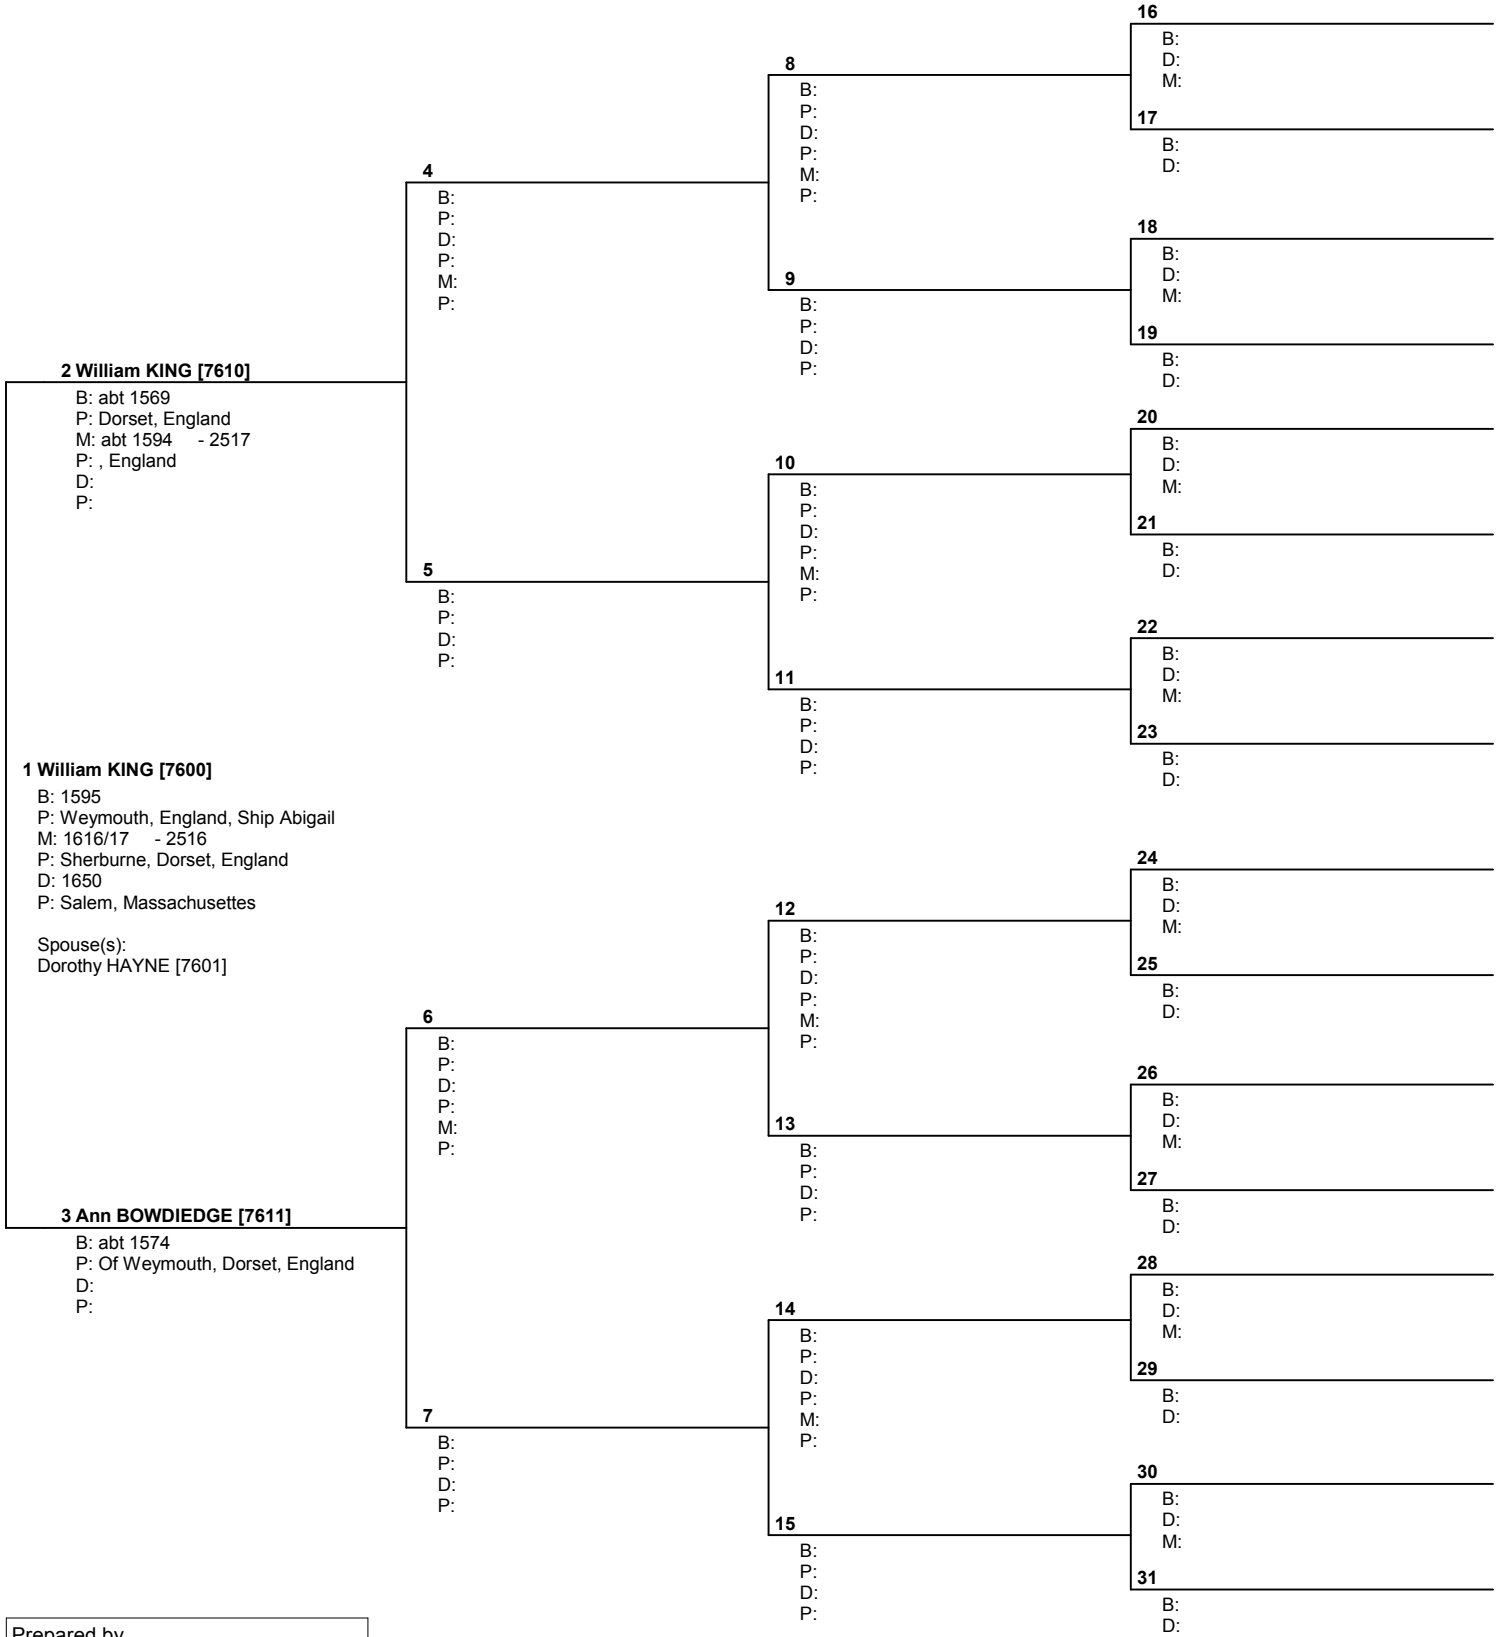 16
B:
D:
M:
8
B:
P:
D:
P:
M:
P:
17
B:
D:
4
B:
P:
D:
P:
M:
P:
18
B:
D:
M:
9
B:
P:
D:
P:
19
B:
D:
2 William KING [7610]
B: abt 1569
P: Dorset, England
M: abt 1594 - 2517
P: , England
D:
P:
20
B:
D:
M:
10
B:
P:
D:
P:
M:
P:
21
B:
D:
5
B:
P:
D:
P:
22
B:
D:
M:
11
B:
P:
D:
P:
23
B:
D:
1 William KING [7600]
B: 1595
P: Weymouth, England, Ship Abigail
M: 1616/17 - 2516
P: Sherburne, Dorset, England
D: 1650
P: Salem, Massachusettes
Spouse(s):
Dorothy HAYNE [7601]
24
B:
D:
M:
12
B:
P:
D:
P:
M:
P:
25
B:
D:
6
B:
P:
D:
P:
M:
P:
26
B:
D:
M:
13
B:
P:
D:
P:
27
B:
D:
3 Ann BOWDIEDGE [7611]
B: abt 1574
P: Of Weymouth, Dorset, England
D:
P:
28
B:
D:
M:
14
B:
P:
D:
P:
M:
P:
29
B:
D:
7
B:
P:
D:
P:
30
B:
D:
M:
15
B:
P:
D:
P:
31
B:
D:
Prepared by